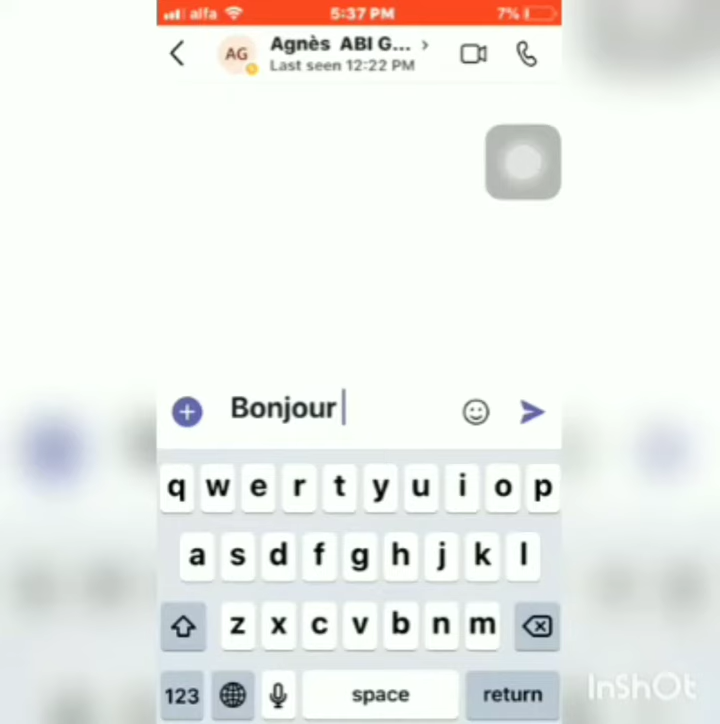 alfa 5:37 PM 7%
AG Agnès ABI G... >
Last seen 12:22 PM
Bonjour
q w e r t y u i o p
a s d f g h j k l
z x c v b n m
123 space return
InShOt